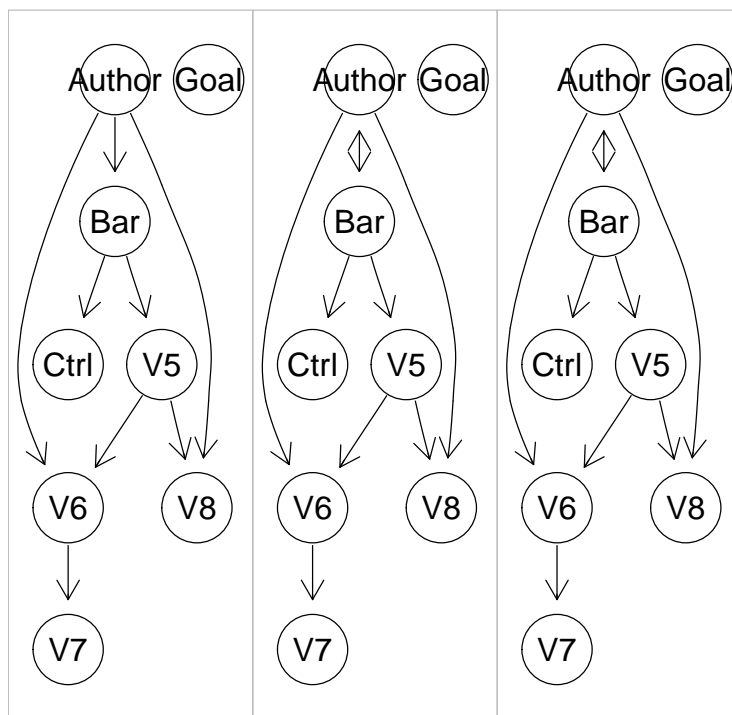 Author Goal Author Goal Author Goal
Bar Bar Bar
Ctrl V5 Ctrl V5 Ctrl V5
V6 V8 V6 V8 V6 V8
V7 V7 V7